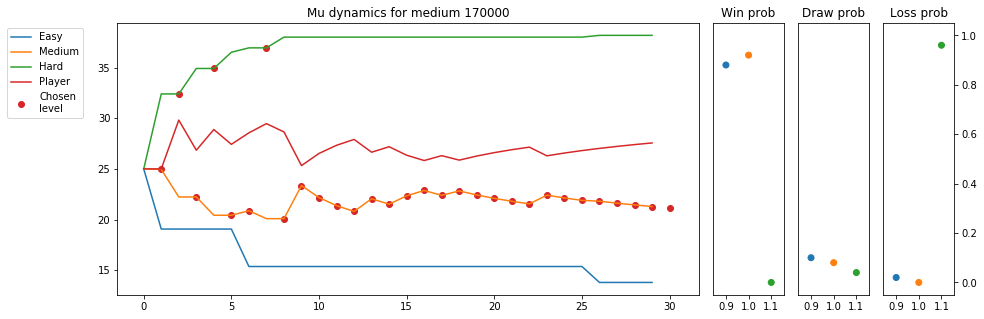 Mu dynamics for medium 170000
Win prob
Draw prob
Loss prob
Easy
Medium
Hard
Player
Chosen
level
35
30
25
20
15
0
5
10
15
20
25
30
0.9 1.0 1.1
0.9 1.0 1.1
0.9 1.0 1.1
1.0
0.8
0.6
0.4
0.2
0.0